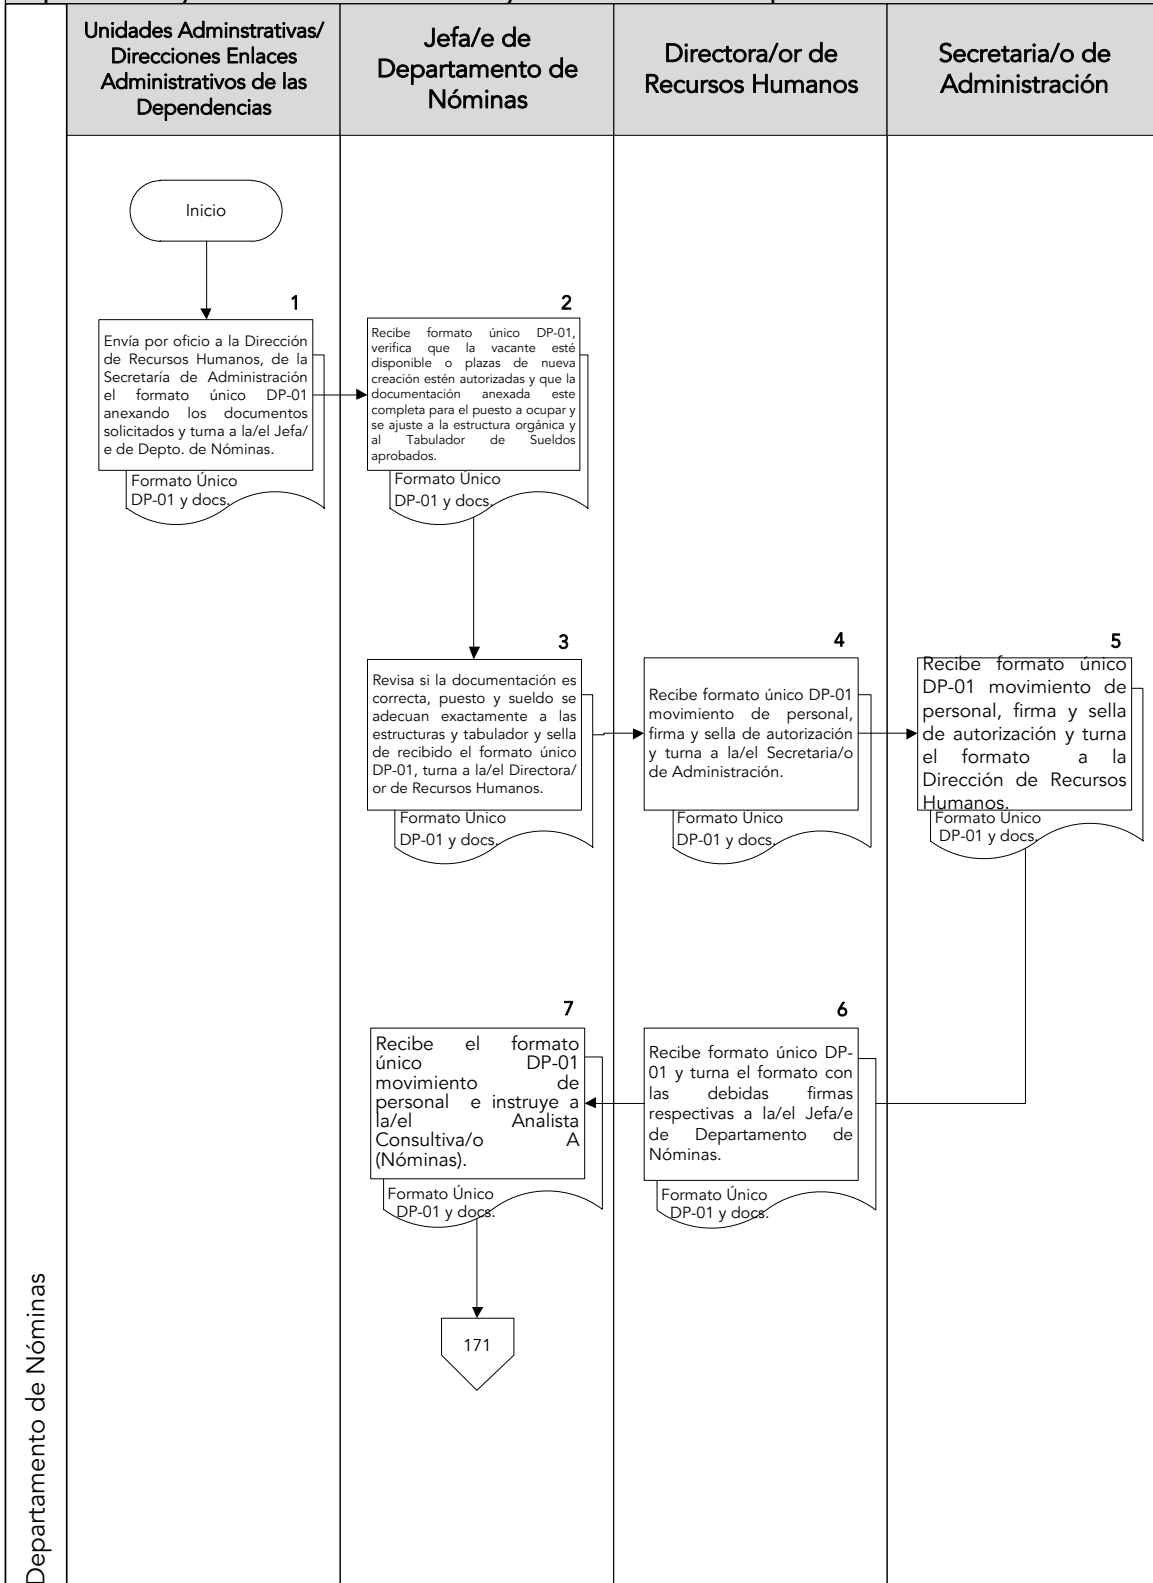 Unidades Adminstrativas/
Direcciones Enlaces
Administrativos de las
Dependencias
Jefa/e de
Departamento de
Nóminas
Directora/or de
Recursos Humanos
Secretaria/o de
Administración
Inicio
1
Envía por oficio a la Dirección
de Recursos Humanos, de la
Secretaría de Administración
el formato único DP-01
anexando los documentos
solicitados y turna a la/el Jefa/
e de Depto. de Nóminas.
Formato Único
DP-01 y docs.
2
Recibe formato único DP-01,
verifica que la vacante esté
disponible o plazas de nueva
creación estén autorizadas y que la
documentación anexada este
completa para el puesto a ocupar y
se ajuste a la estructura orgénica y
al Tabulador de Sueldos
aprobados.
Formato Único
DP-01 y docs.
3
Revisa si la documentación es
correcta, puesto y sueldo se
adecuan exactamente a las
estructuras y tabulador y sella
de recibido el formato único
DP-01, turna a la/el Directora/
or de Recursos Humanos.
Formato Único
DP-01 y docs.
4
Recibe formato único DP-01
movimiento de personal,
firma y sella de autorización
y turna a la/el Secretaria/o
de Administración.
Formato Único
DP-01 y docs.
5
Recibe formato único
DP-01 movimiento de
personal, firma y sella
de autorización y turna
el formato a la
Dirección de Recursos
Humanos.
Formato Único
DP-01 y docs.
6
Recibe formato único DP-
01 y turna el formato con
las debidas firmas
respectivas a la/el Jefa/e
de Departamento de
Nóminas.
Formato Único
DP-01 y docs.
7
Recibe el formato
único DP-01
movimiento de
personal e instruye a
la/el Analista
Consultiva/o A
(Nóminas).
Formato Único
DP-01 y docs.
171
Departamento de Nóminas